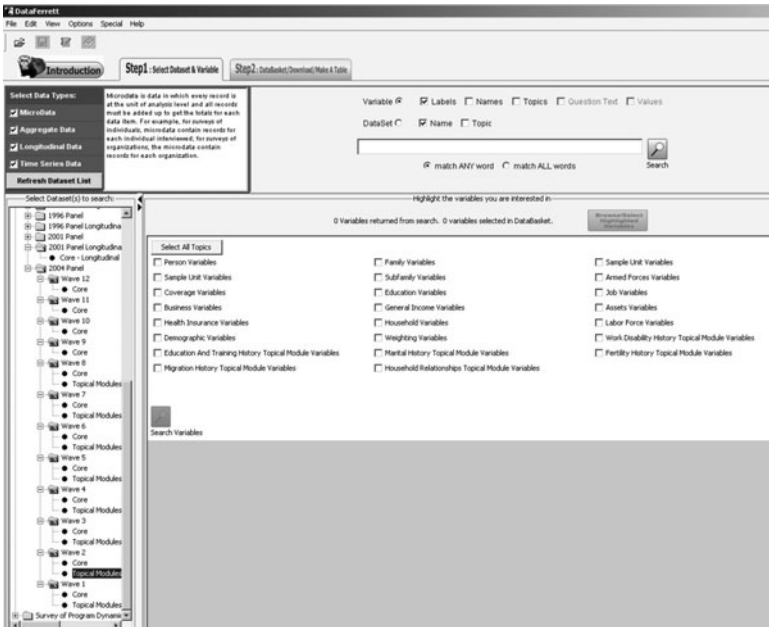 DataFerrett
File Edit View Options Special Help
Introduction
Step1 : Select Dataset & Variable
Step2: DataBasket/Download/Make A Table
Select Data Types:
MicroData
Aggregate Data
Longitudinal Data
Time Series Data
Refresh Dataset List
Microdata is data in which every record is
at the unit of analysis level and all records
must be added up to get the totals for each
data item. For example, for surveys of
individuals, microdata contain records for
each individual interviewed; for surveys of
organizations, the microdata contain
records for each organization.
Variable Labels Names Topics Question Text Values
DataSet Name Topic
match ANY word match ALL words
Search
Select Dataset(s) to search:
1996 Panel
1996 Panel Longitudina
2001 Panel
2001 Panel Longitudina
Core - Longitudinal
2004 Panel
Wave 12
Core
Wave 11
Core
Wave 10
Core
Wave 9
Core
Wave 8
Core
Topical Modules
Wave 7
Core
Topical Modules
Wave 6
Core
Topical Modules
Wave 5
Core
Topical Modules
Wave 4
Core
Topical Modules
Wave 3
Core
Topical Modules
Wave 2
Core
Topical Modules
Wave 1
Core
Topical Modules
Survey of Program Dynamic
Highlight the variables you are interested in
0 Variables returned from search. 0 variables selected in DataBasket.
Browse/Select
Highlighted
Variables
Select All Topics
Person Variables Family Variables Sample Unit Variables
Sample Unit Variables Subfamily Variables Armed Forces Variables
Coverage Variables Education Variables Job Variables
Business Variables General Income Variables Assets Variables
Health Insurance Variables Household Variables Labor Force Variables
Demographic Variables Weighting Variables Work Disability History Topical Module Variables
Education And Training History Topical Module Variables Marital History Topical Module Variables Fertility History Topical Module Variables
Migration History Topical Module Variables Household Relationships Topical Module Variables
Search Variables